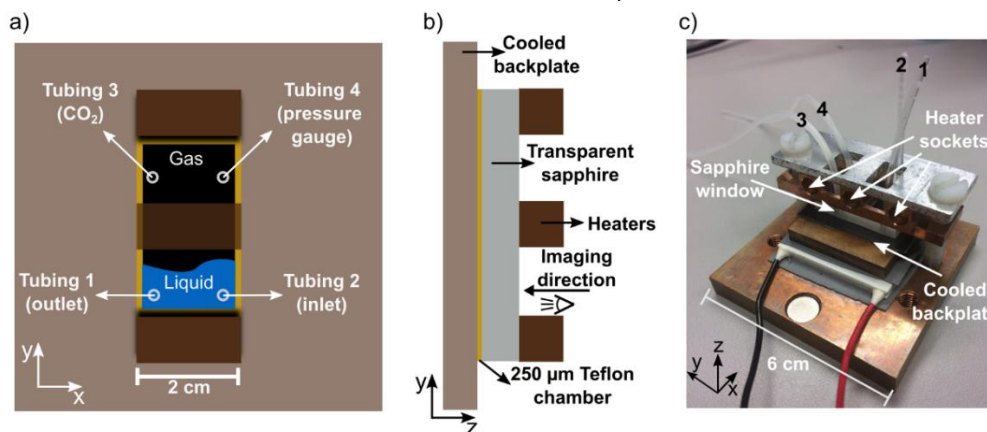 a)
Tubing 3
(CO₂)
Tubing 4
(pressure
gauge)
Gas
Tubing 1
(outlet)
Liquid
Tubing 2
(inlet)
y
x
2 cm
b)
Cooled
backplate
Transparent
sapphire
Heaters
Imaging
direction
250 µm Teflon
chamber
y
z
c)
2
1
4
3
Heater
sockets
Sapphire
window
Cooled
backplat
6 cm
z
y
x